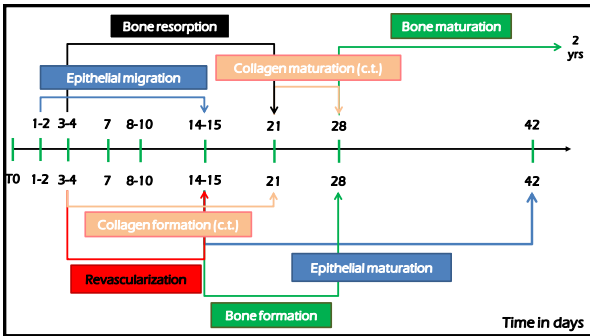 Bone resorption
Bone maturation
2 yrs
Epithelial migration
Collagen maturation (c.t.)
1-2 3-4 7 8-10 14-15 21 28 42
T0 1-2 3-4 7 8-10 14-15 21 28 42
Collagen formation (c.t.)
Revascularization
Epithelial maturation
Bone formation
Time in days